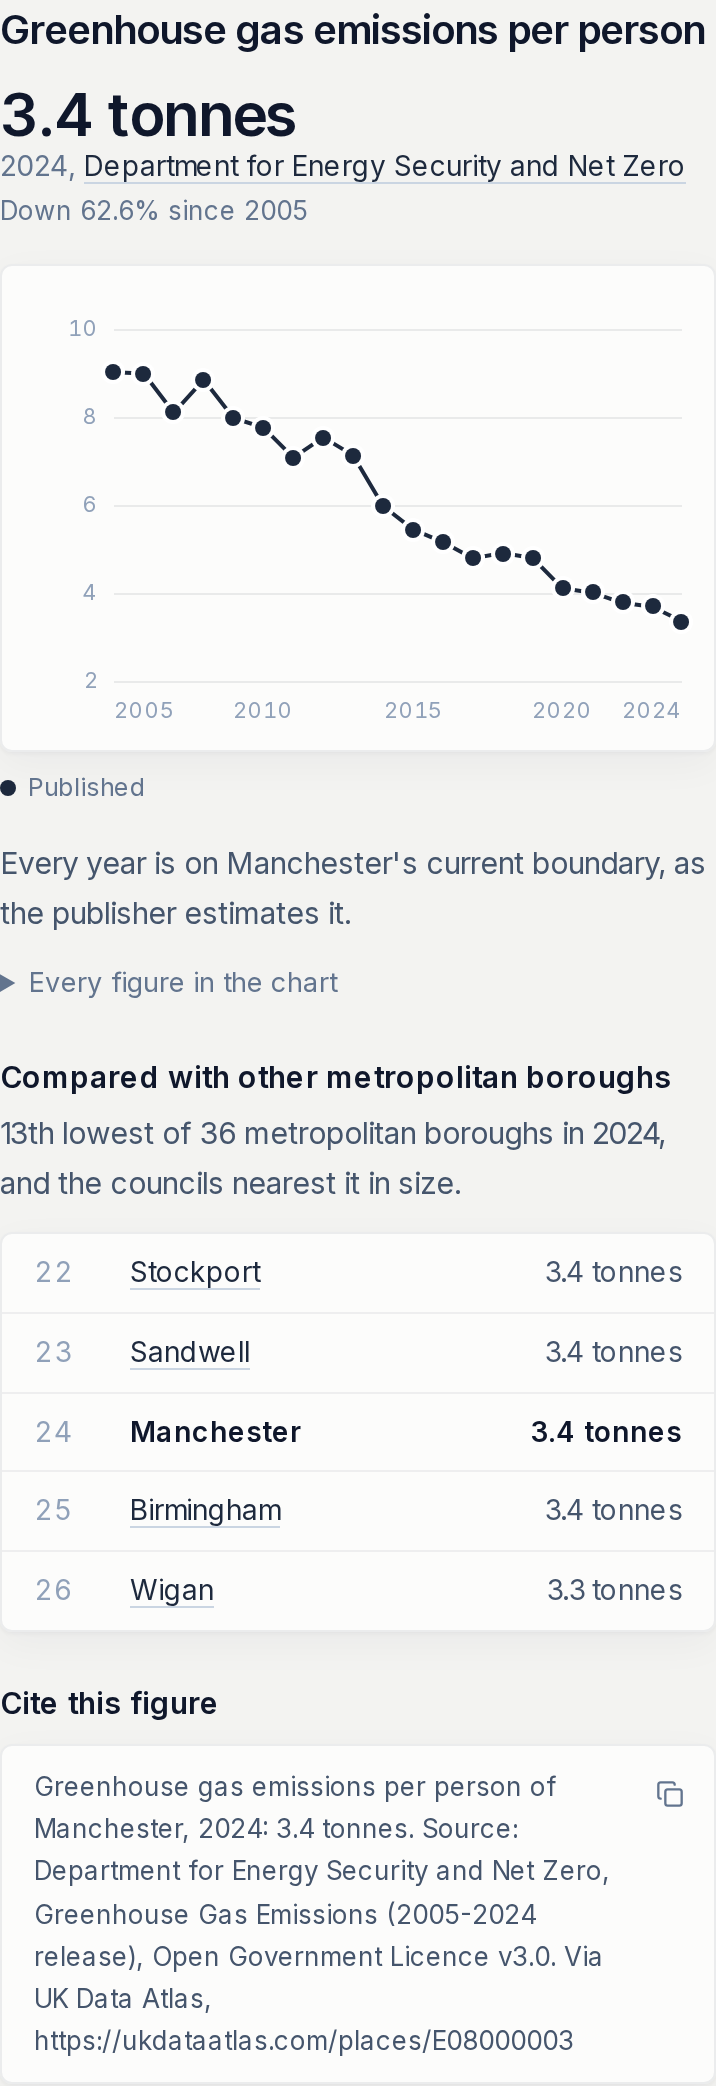 Greenhouse gas emissions per person
3.4 tonnes
2024, Department for Energy Security and Net Zero
Down 62.6% since 2005
10
8
6
4
2
2005 2010 2015 2020 2024
Published
Every year is on Manchester's current boundary, as
the publisher estimates it.
Every figure in the chart
Compared with other metropolitan boroughs
13th lowest of 36 metropolitan boroughs in 2024,
and the councils nearest it in size.
22 Stockport 3.4 tonnes
23 Sandwell 3.4 tonnes
24 Manchester 3.4 tonnes
25 Birmingham 3.4 tonnes
26 Wigan 3.3 tonnes
Cite this figure
Greenhouse gas emissions per person of
Manchester, 2024: 3.4 tonnes. Source:
Department for Energy Security and Net Zero,
Greenhouse Gas Emissions (2005-2024
release), Open Government Licence v3.0. Via
UK Data Atlas,
https://ukdataatlas.com/places/E08000003